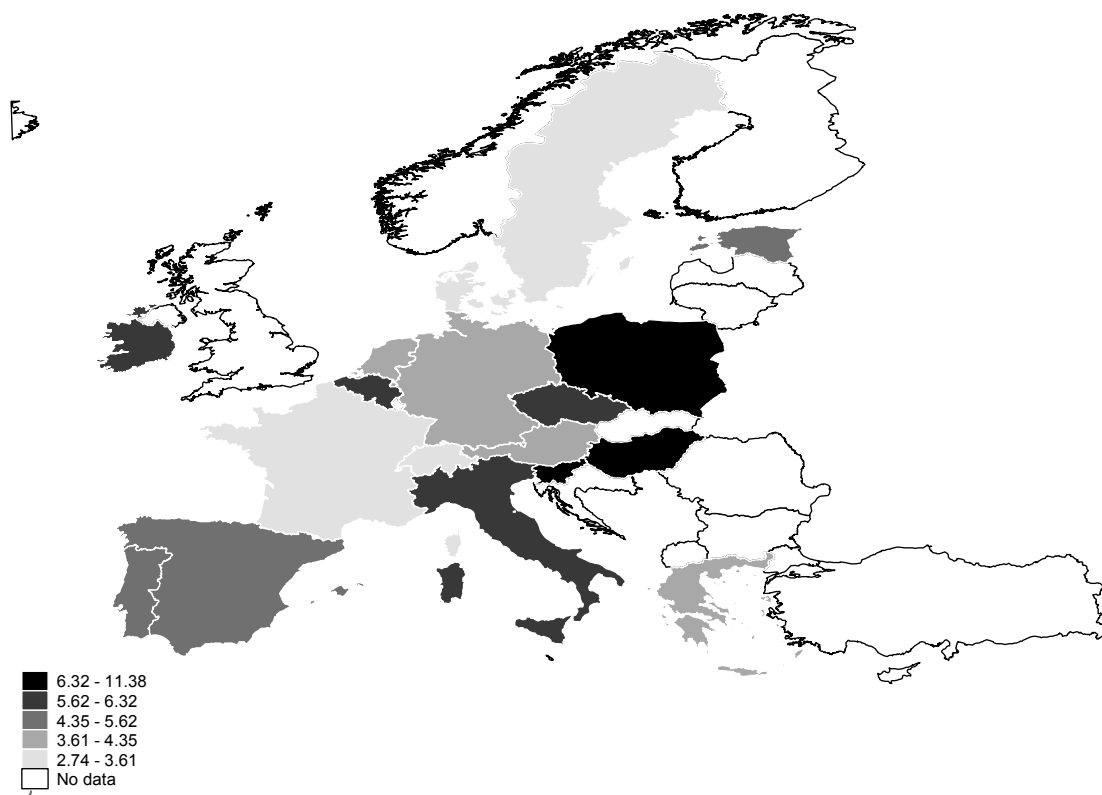 6.32 - 11.38
5.62 - 6.32
4.35 - 5.62
3.61 - 4.35
2.74 - 3.61
No data